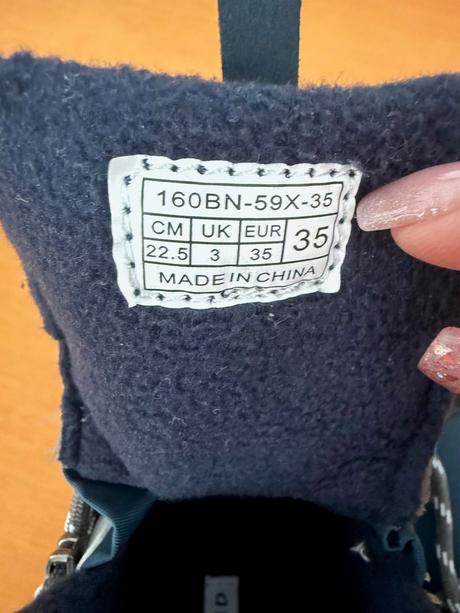 160BN-59X-35
CM UK EUR 35
22.5 3 35
MADE IN CHINA